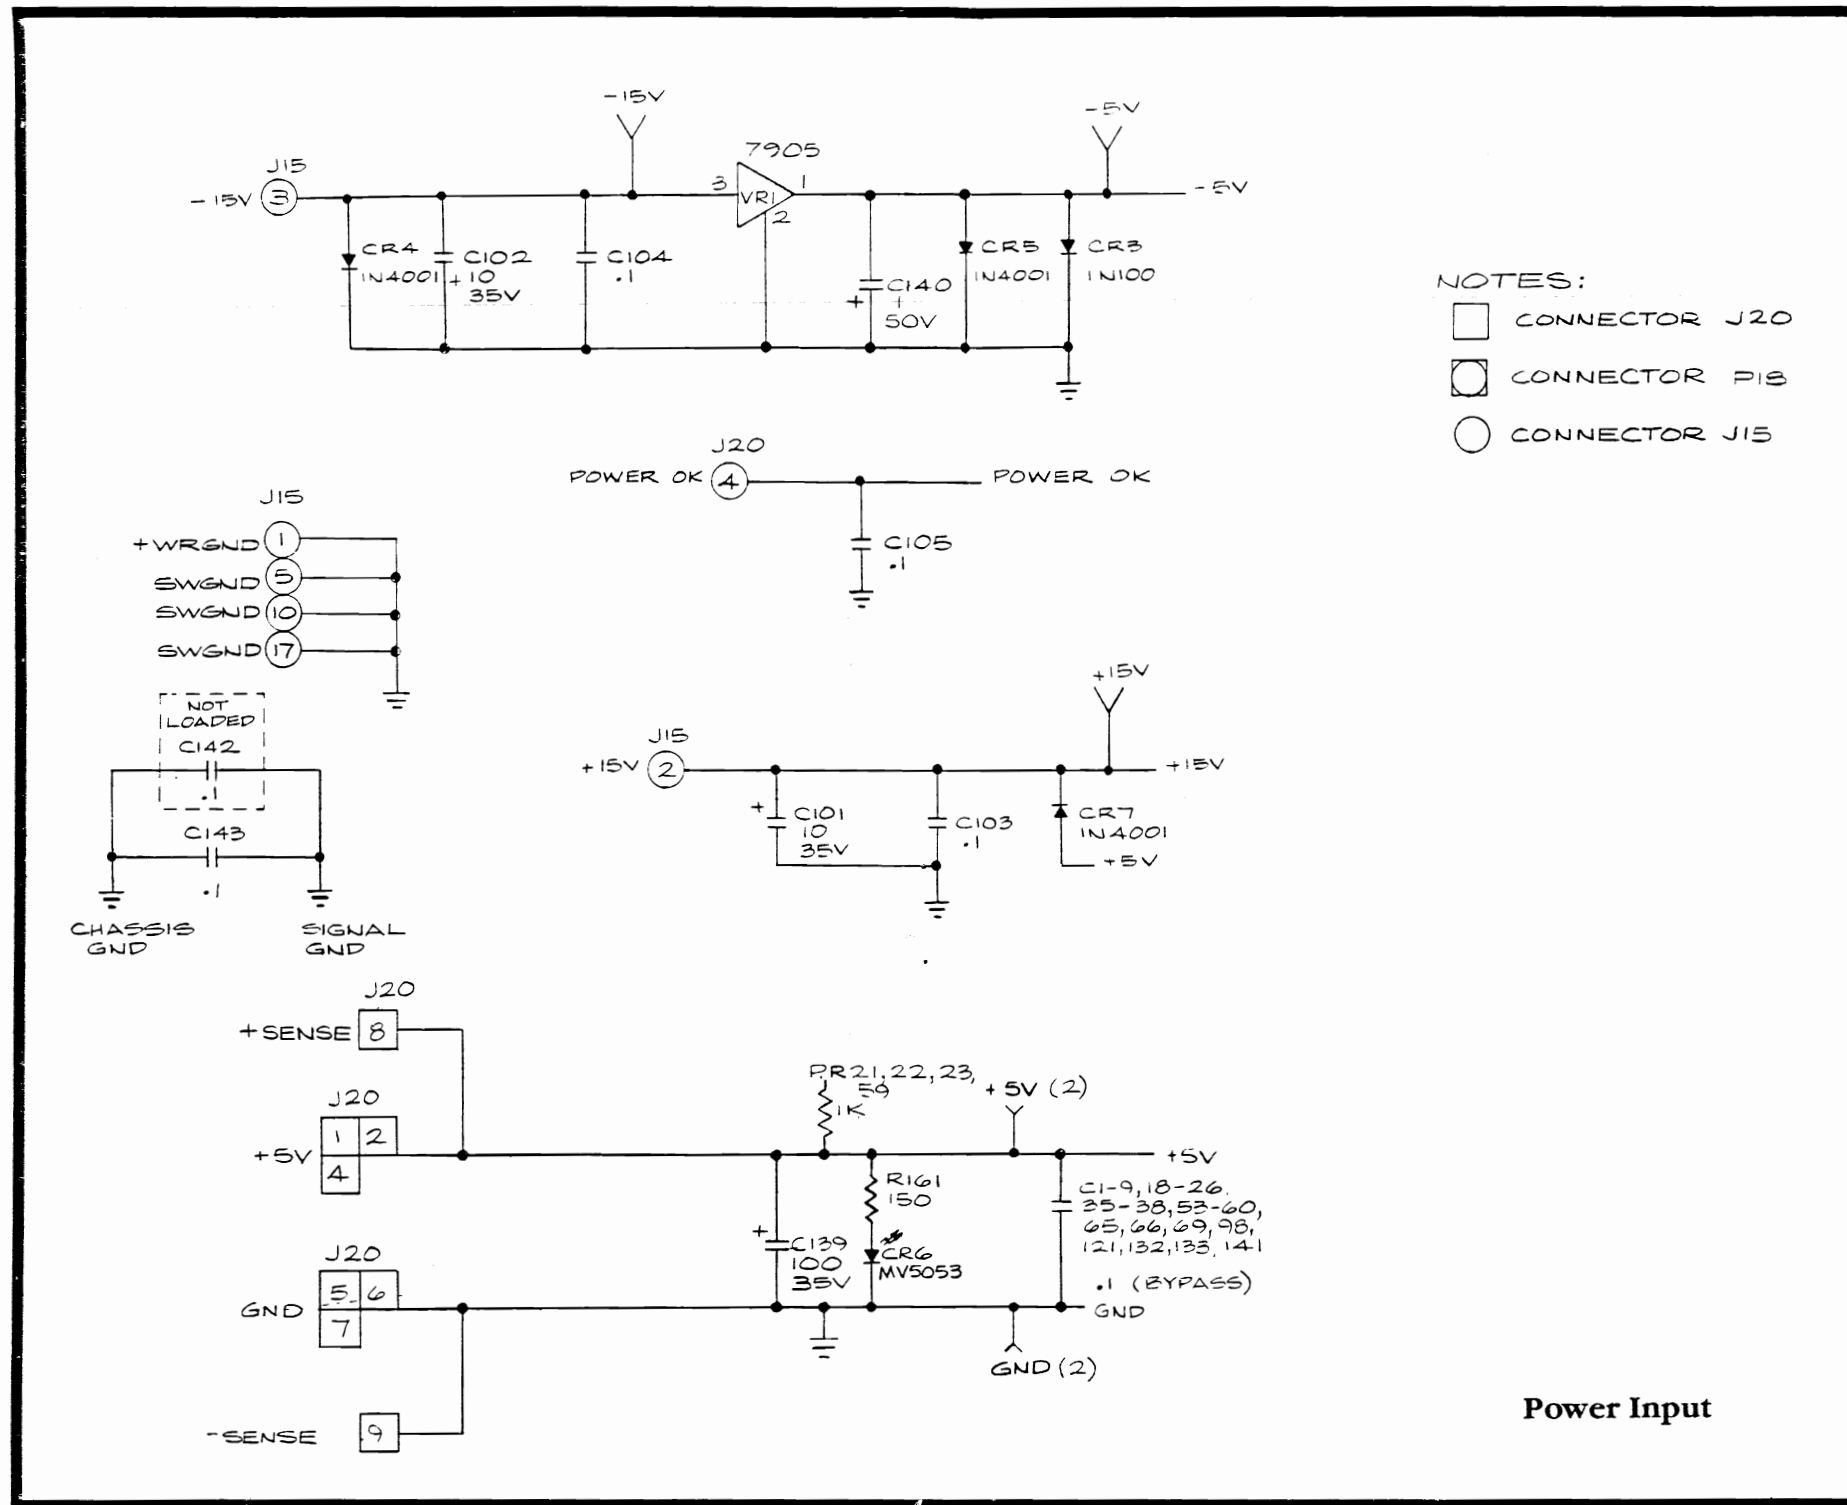 -15V
-5V
J15
7905
-15V 3
3 VR1 1
2
-5V
CR4
1N4001
C102
+ 10
35V
C104
.1
C140
+
+
50V
CR5
1N4001
CR3
1N100
NOTES:
CONNECTOR J20
CONNECTOR P18
CONNECTOR J15
J20
POWER OK 4 POWER OK
C105
.1
J15
+WRGND 1
SWGND 5
SWGND 10
SWGND 17
NOT
LOADED
C142
.1
C143
.1
CHASSIS
GND
SIGNAL
GND
+15V
J15
+15V 2
+15V
+ C101
10
35V
C103
.1
CR7
1N4001
+5V
J20
+SENSE 8
P.R21,22,23,
59
1K
+5V (2)
J20
1 2
+5V
4
+5V
R161
150
C1-9,18-26,
35-38,53-60,
65,66,69,98,
121,132,133,141
.1 (BYPASS)
+ C139
100
35V
CR6
MV5053
J20
5 6
GND
7
GND
GND (2)
-SENSE 9
Power Input